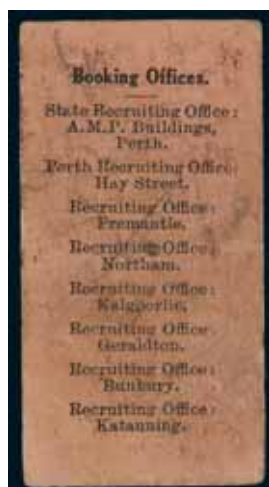 Booking Offices.
State Recruiting Office:
A.M.P. Buildings,
Perth.
Perth Recruiting Office:
Hay Street.
Recruiting Office:
Fremantle.
Recruiting Office:
Northam.
Recruiting Office:
Kalgoorlie.
Recruiting Office:
Geraldton.
Recruiting Office:
Bunbury.
Recruiting Office:
Katanning.